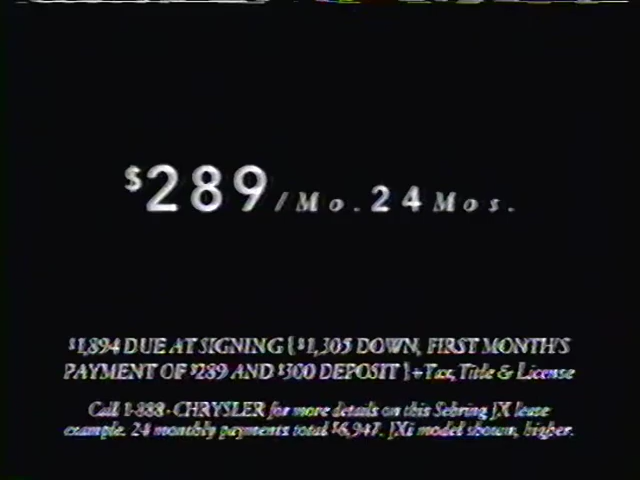 $289/Mo. 24 Mos.
$1,894 DUE AT SIGNING { $1,305 DOWN, FIRST MONTH'S
PAYMENT OF $289 AND $300 DEPOSIT } + Tax, Title & License
Call 1-888-CHRYSLER for more details on this Sebring JX lease
example. 24 monthly payments total $6,947. JXi model shown, higher.